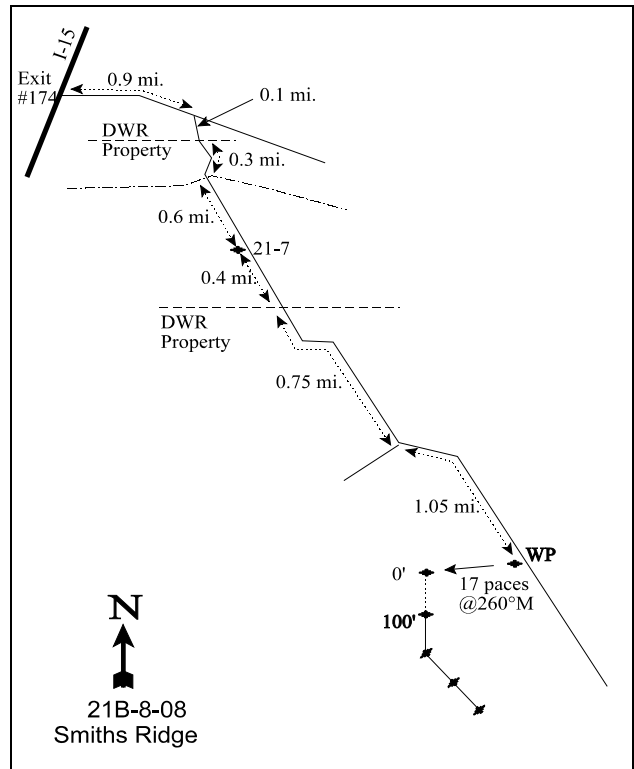 I-15
Exit
#174
0.9 mi.
0.1 mi.
DWR
Property
0.3 mi.
0.6 mi.
21-7
0.4 mi.
DWR
Property
0.75 mi.
1.05 mi.
WP
0'
17 paces
@260°M
100'
N
21B-8-08
Smiths Ridge